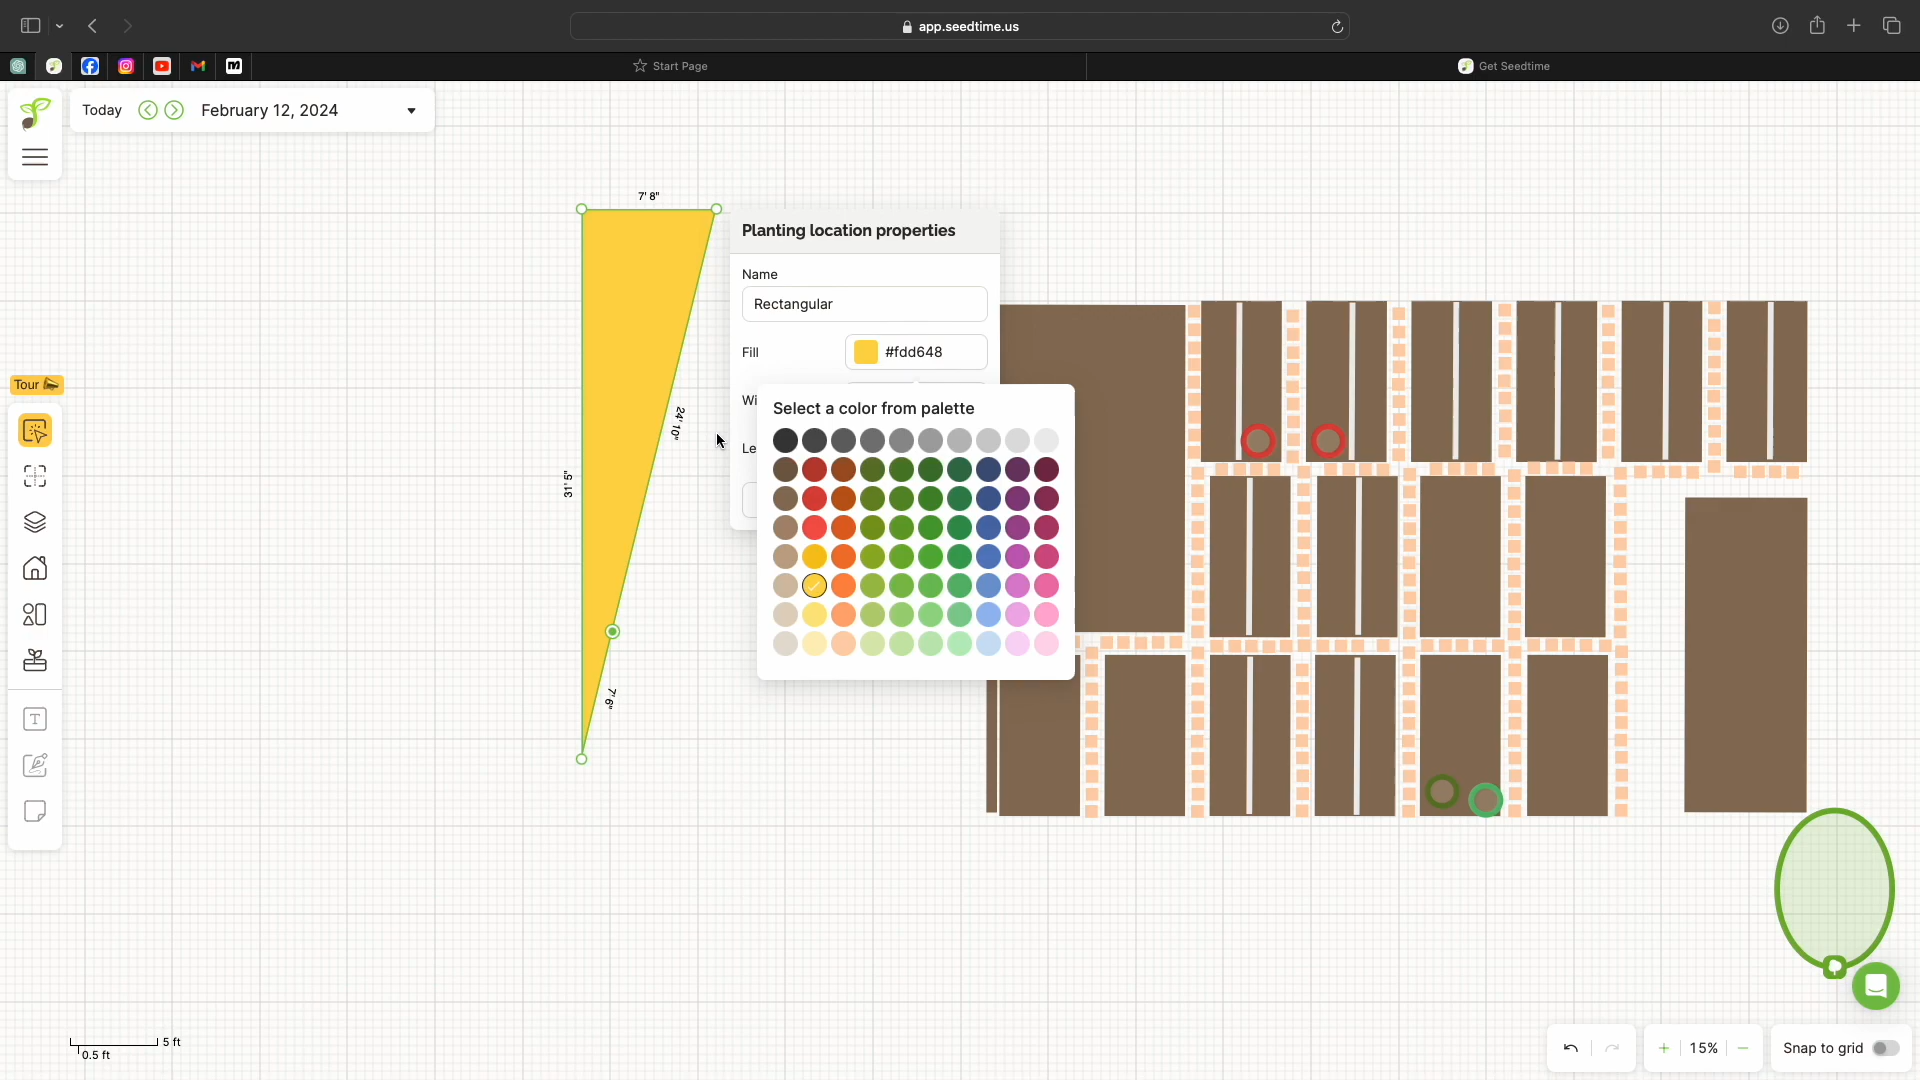 app.seedtime.us
Start Page
Get Seedtime
Today
February 12, 2024
7' 8"
Planting location properties
Name
Rectangular
Fill
#fdd648
Tour
Wi
Select a color from palette
24' 10"
Le
31' 5"
7' 6"
T
5 ft
0.5 ft
15%
Snap to grid